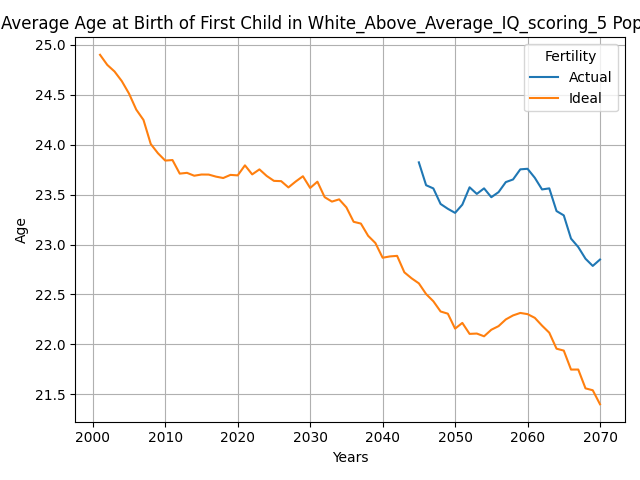 Average Age at Birth of First Child in White_Above_Average_IQ_scoring_5 Pop
Fertility
Actual
Ideal
25.0
24.5
24.0
23.5
23.0
22.5
22.0
21.5
Age
2000 2010 2020 2030 2040 2050 2060 2070
Years